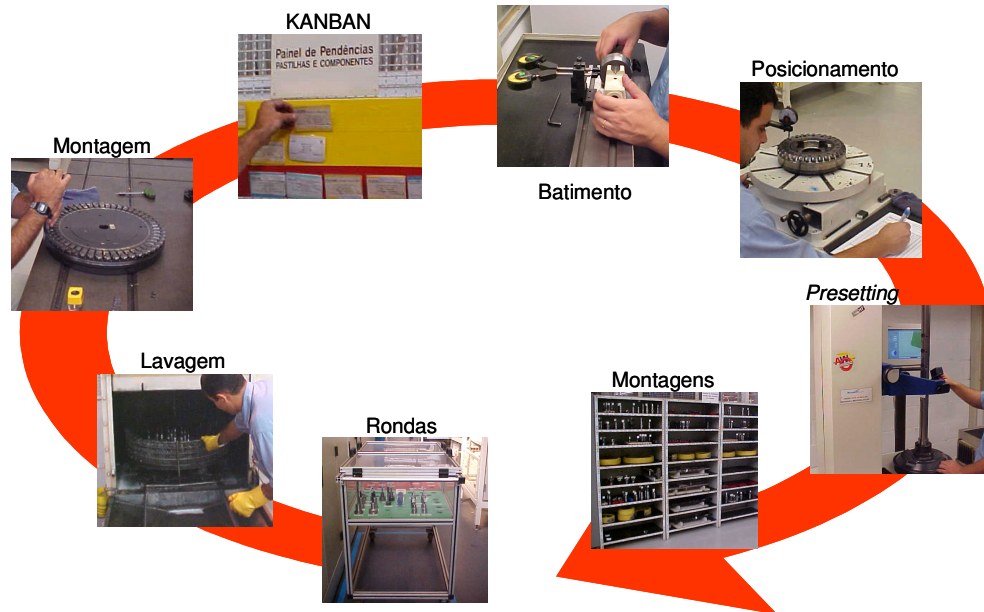 KANBAN
Painel de Pendências
PASTILHAS E COMPONENTES
Batimento
Posicionamento
Montagem
Presetting
Lavagem
Montagens
Rondas